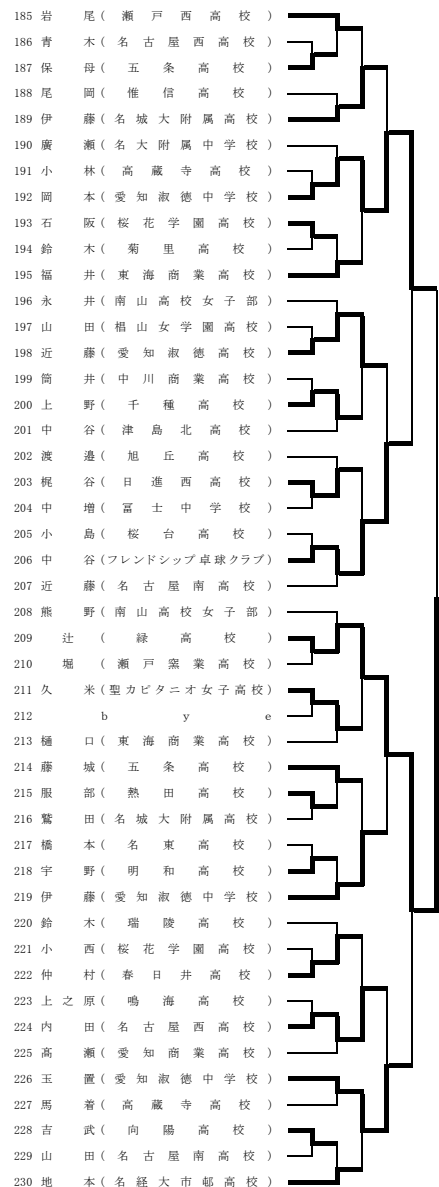 185 岩 尾 ( 瀬 戸 西 高 校 )
186 青 木 ( 名 古 屋 西 高 校 )
187 保 母 ( 五 条 高 校 )
188 尾 岡 ( 惟 信 高 校 )
189 伊 藤 ( 名 城 大 附 属 高 校 )
190 廣 瀬 ( 名 大 附 属 中 学 校 )
191 小 林 ( 高 蔵 寺 高 校 )
192 岡 本 ( 愛 知 淑 徳 中 学 校 )
193 石 阪 ( 桜 花 学 園 高 校 )
194 鈴 木 ( 菊 里 高 校 )
195 福 井 ( 東 海 商 業 高 校 )
196 永 井 ( 南 山 高 校 女 子 部 )
197 山 田 ( 椙 山 女 学 園 高 校 )
198 近 藤 ( 愛 知 淑 徳 高 校 )
199 筒 井 ( 中 川 商 業 高 校 )
200 上 野 ( 千 種 高 校 )
201 中 谷 ( 津 島 北 高 校 )
202 渡 邉 ( 旭 丘 高 校 )
203 梶 谷 ( 日 進 西 高 校 )
204 中 増 ( 冨 士 中 学 校 )
205 小 島 ( 桜 台 高 校 )
206 中 谷 (フレンドシップ卓球クラブ)
207 近 藤 ( 名 古 屋 南 高 校 )
208 熊 野 ( 南 山 高 校 女 子 部 )
209 辻 ( 緑 高 校 )
210 堀 ( 瀬 戸 窯 業 高 校 )
211 久 米 (聖カピタニオ女子高校)
212 b y e
213 樋 口 ( 東 海 商 業 高 校 )
214 藤 城 ( 五 条 高 校 )
215 服 部 ( 熱 田 高 校 )
216 鷲 田 ( 名 城 大 附 属 高 校 )
217 橋 本 ( 名 東 高 校 )
218 宇 野 ( 明 和 高 校 )
219 伊 藤 ( 愛 知 淑 徳 中 学 校 )
220 鈴 木 ( 瑞 陵 高 校 )
221 小 西 ( 桜 花 学 園 高 校 )
222 仲 村 ( 春 日 井 高 校 )
223 上 之 原 ( 鳴 海 高 校 )
224 内 田 ( 名 古 屋 西 高 校 )
225 髙 瀬 ( 愛 知 商 業 高 校 )
226 玉 置 ( 愛 知 淑 徳 中 学 校 )
227 馬 着 ( 高 蔵 寺 高 校 )
228 吉 武 ( 向 陽 高 校 )
229 山 田 ( 名 古 屋 南 高 校 )
230 地 本 ( 名 経 大 市 邨 高 校 )